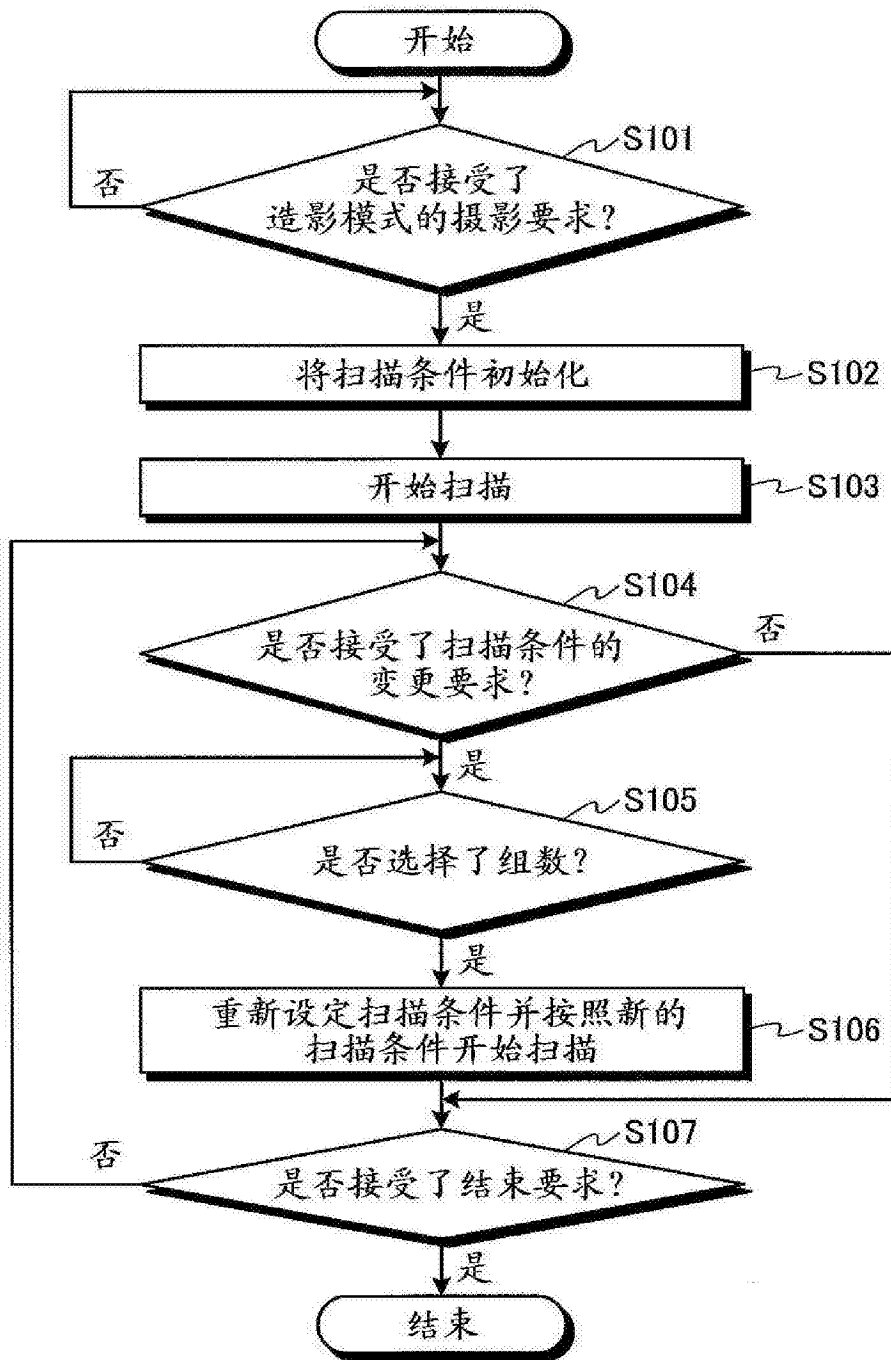 开始
S101
否
是否接受了
造影模式的摄影要求?
是
将扫描条件初始化
S102
开始扫描
S103
S104
否
是否接受了扫描条件的
变更要求?
是
S105
否
是否选择了组数?
是
重新设定扫描条件并按照新的
扫描条件开始扫描
S106
S107
否
是否接受了结束要求?
是
结束